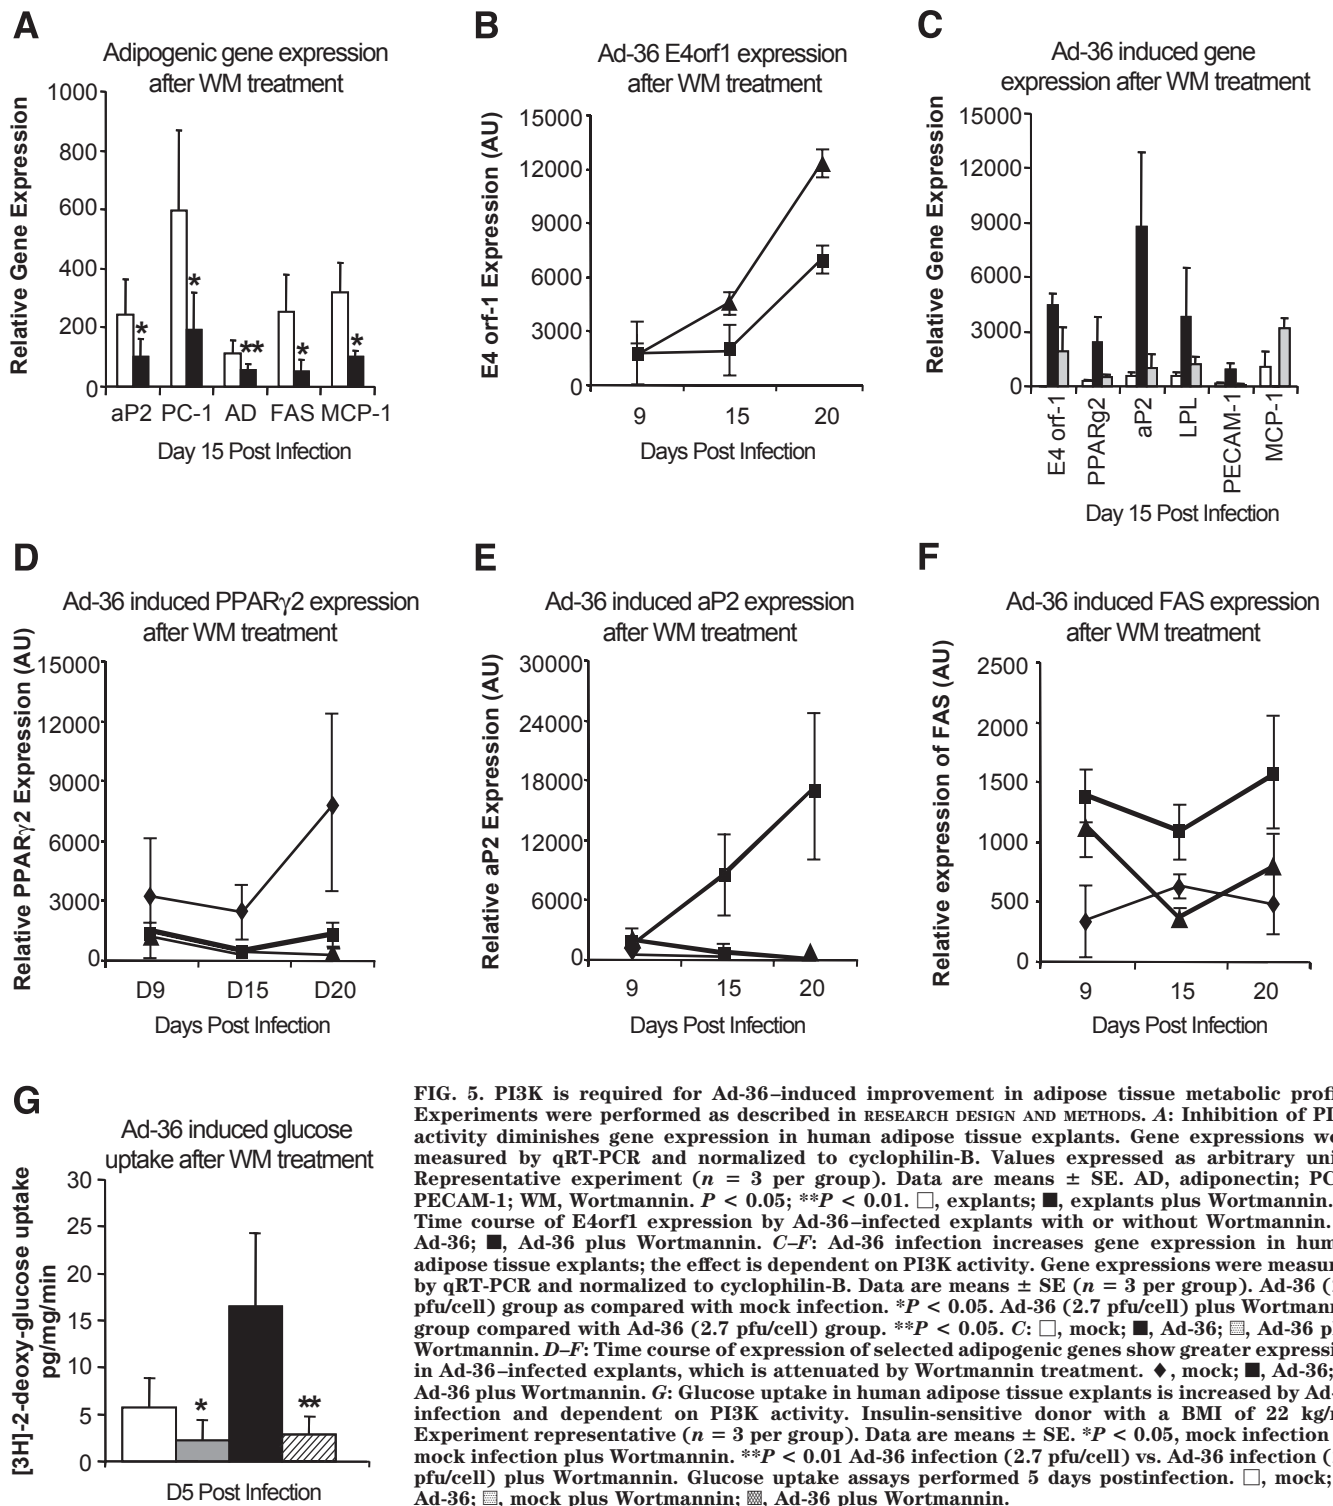 A
Adipogenic gene expression
after WM treatment
Relative Gene Expression
1000
800
600
400
200
0
*
*
**
*
*
aP2 PC-1 AD FAS MCP-1
Day 15 Post Infection
B
Ad-36 E4orf1 expression
after WM treatment
E4 orf-1 Expression (AU)
15000
12000
9000
6000
3000
0
9 15 20
Days Post Infection
C
Ad-36 induced gene
expression after WM treatment
Relative Gene Expression
15000
12000
9000
6000
3000
0
E4 orf-1
PPARg2
aP2
LPL
PECAM-1
MCP-1
Day 15 Post Infection
D
Ad-36 induced PPARγ2 expression
after WM treatment
Relative PPARγ2 Expression (AU)
15000
12000
9000
6000
3000
0
D9 D15 D20
Days Post Infection
E
Ad-36 induced aP2 expression
after WM treatment
Relative aP2 Expression (AU)
30000
24000
18000
12000
6000
0
9 15 20
Days Post Infection
F
Ad-36 induced FAS expression
after WM treatment
Relative expression of FAS (AU)
2500
2000
1500
1000
500
0
9 15 20
Days Post Infection
G
Ad-36 induced glucose
uptake after WM treatment
[3H]-2-deoxy-glucose uptake
pg/mg/min
30
25
20
15
10
5
0
*
**
D5 Post Infection
FIG. 5. PI3K is required for Ad-36–induced improvement in adipose tissue metabolic profi
Experiments were performed as described in RESEARCH DESIGN AND METHODS. A: Inhibition of PI
activity diminishes gene expression in human adipose tissue explants. Gene expressions we
measured by qRT-PCR and normalized to cyclophilin-B. Values expressed as arbitrary uni
Representative experiment (n = 3 per group). Data are means ± SE. AD, adiponectin; PC
PECAM-1; WM, Wortmannin. P < 0.05; **P < 0.01. □, explants; ■, explants plus Wortmannin.
Time course of E4orf1 expression by Ad-36–infected explants with or without Wortmannin.
Ad-36; ■, Ad-36 plus Wortmannin. C–F: Ad-36 infection increases gene expression in hum
adipose tissue explants; the effect is dependent on PI3K activity. Gene expressions were measur
by qRT-PCR and normalized to cyclophilin-B. Data are means ± SE (n = 3 per group). Ad-36 (
pfu/cell) group as compared with mock infection. *P < 0.05. Ad-36 (2.7 pfu/cell) plus Wortmann
group compared with Ad-36 (2.7 pfu/cell) group. **P < 0.05. C: □, mock; ■, Ad-36; ▒, Ad-36 pl
Wortmannin. D–F: Time course of expression of selected adipogenic genes show greater expressi
in Ad-36–infected explants, which is attenuated by Wortmannin treatment. ♦, mock; ■, Ad-36;
Ad-36 plus Wortmannin. G: Glucose uptake in human adipose tissue explants is increased by Ad-
infection and dependent on PI3K activity. Insulin-sensitive donor with a BMI of 22 kg/
Experiment representative (n = 3 per group). Data are means ± SE. *P < 0.05, mock infection
mock infection plus Wortmannin. **P < 0.01 Ad-36 infection (2.7 pfu/cell) vs. Ad-36 infection (
pfu/cell) plus Wortmannin. Glucose uptake assays performed 5 days postinfection. □, mock;
Ad-36; ▒, mock plus Wortmannin; ▩, Ad-36 plus Wortmannin.